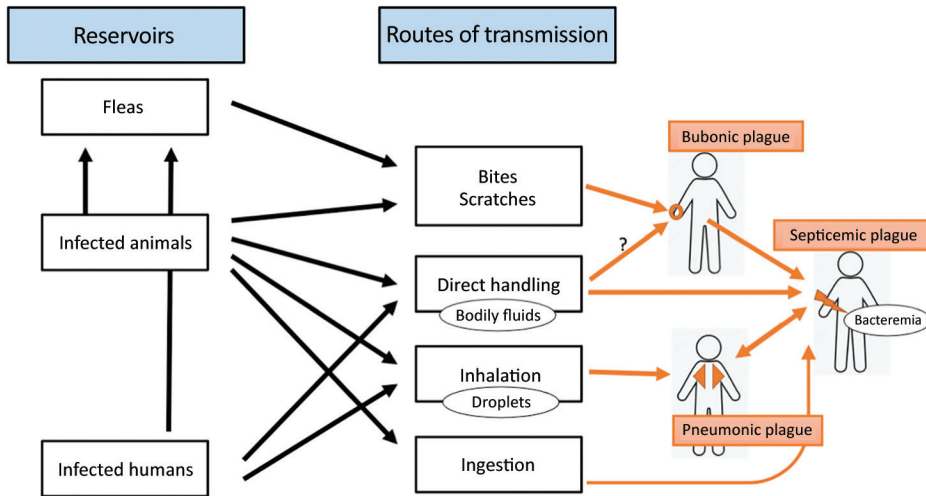 Reservoirs
Routes of transmission
Fleas
Infected animals
Infected humans
Bites
Scratches
Direct handling
Bodily fluids
Inhalation
Droplets
Ingestion
?
Bubonic plague
Septicemic plague
Bacteremia
Pneumonic plague